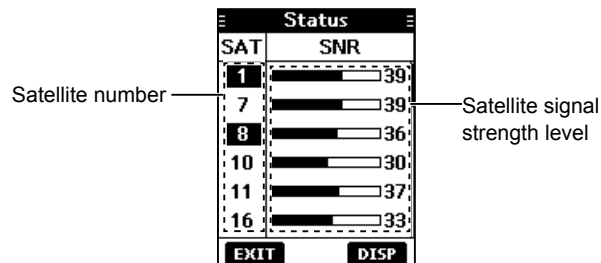 Status
SAT SNR
1 39
7 39
8 36
10 30
11 37
16 33
EXIT DISP
Satellite number
Satellite signal
strength level